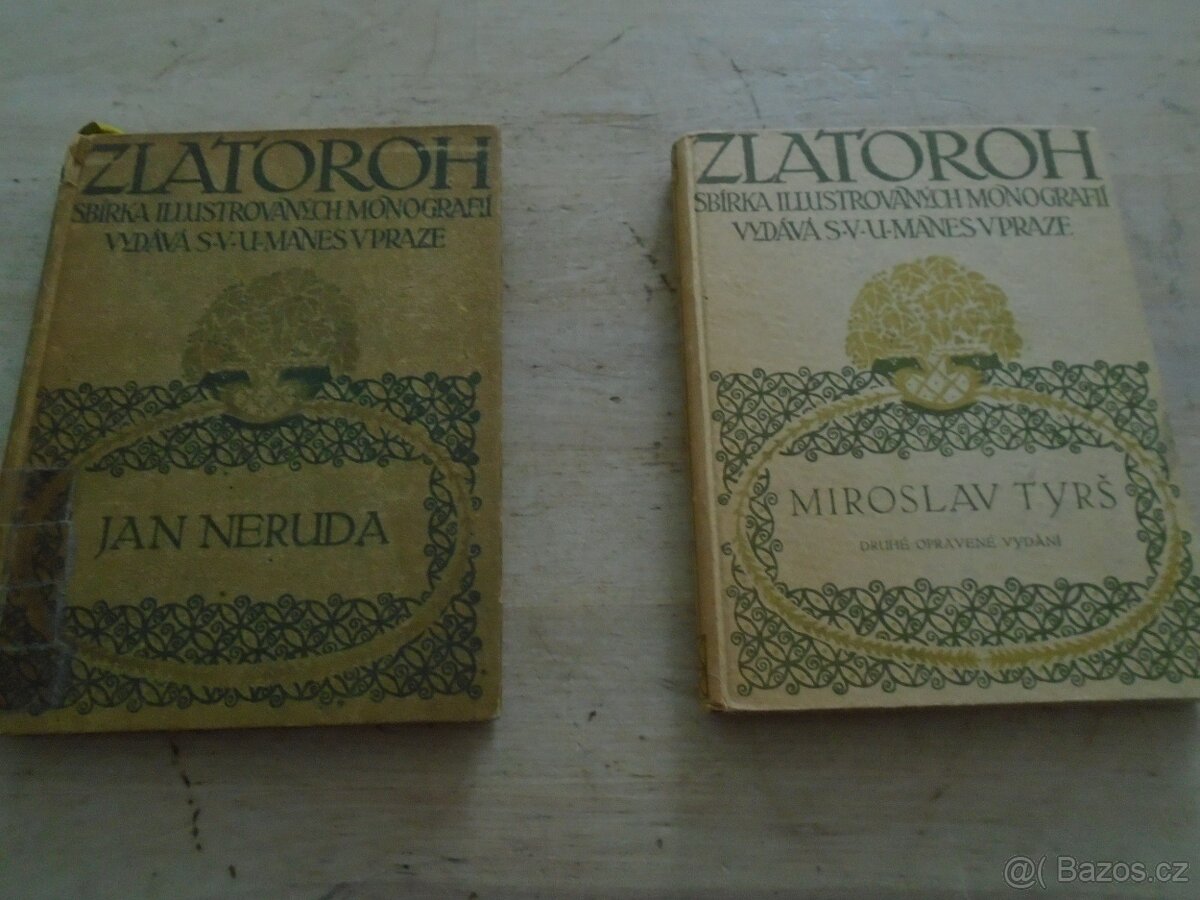 ZLATOROH
SBÍRKA ILLUSTROVANÝCH MONOGRAFIÍ
VYDÁVÁ S·V·U·MÁNES V PRAZE
JAN NERUDA
ZLATOROH
SBÍRKA ILLUSTROVANÝCH MONOGRAFIÍ
VYDÁVÁ S·V·U·MÁNES V PRAZE
MIROSLAV TYRŠ
DRUHÉ OPRAVENÉ VYDÁNÍ
@( Bazos.cz